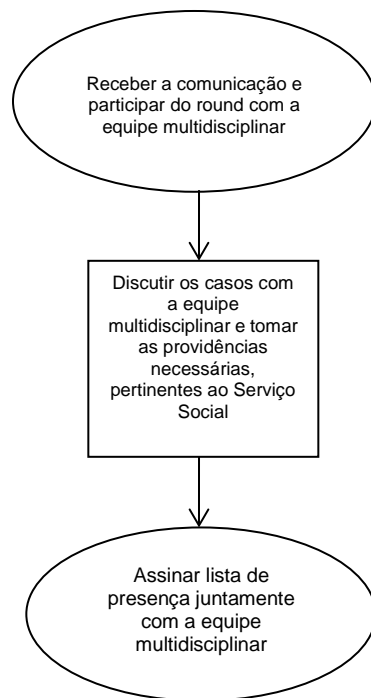 Receber a comunicação e
participar do round com a
equipe multidisciplinar
Discutir os casos com
a equipe
multidisciplinar e tomar
as providências
necessárias,
pertinentes ao Serviço
Social
Assinar lista de
presença juntamente
com a equipe
multidisciplinar